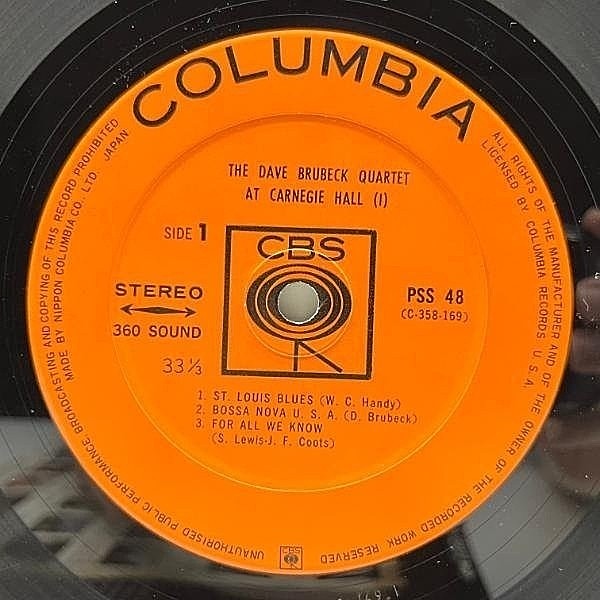 COLUMBIA
THE DAVE BRUBECK QUARTET
AT CARNEGIE HALL (I)
SIDE 1
CBS
STEREO
360 SOUND
33⅓
PSS 48
(C-358-169)
1. ST. LOUIS BLUES (W. C. Handy)
2. BOSSA NOVA U. S. A. (D. Brubeck)
3. FOR ALL WE KNOW
(S. Lewis-J. F. Coots)
ALL RIGHTS OF THE MANUFACTURER AND OF THE OWNER OF THE RECORDED WORK RESERVED
LICENSED BY COLUMBIA RECORDS U. S. A.
UNAUTHORISED PUBLIC PERFORMANCE BROADCASTING AND COPYING OF THIS RECORD PROHIBITED
MADE BY NIPPON COLUMBIA CO., LTD. JAPAN
CBS